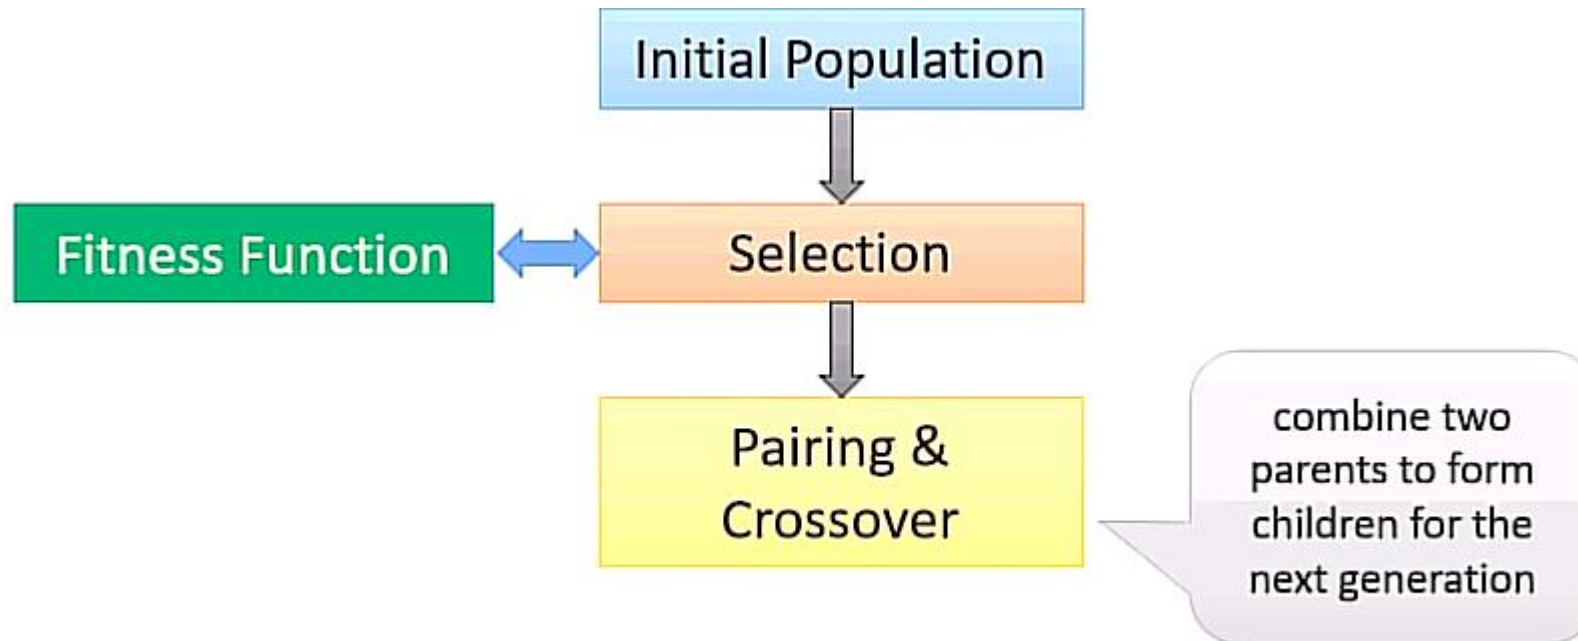 Initial Population
Fitness Function
Selection
Pairing &
Crossover
combine two
parents to form
children for the
next generation